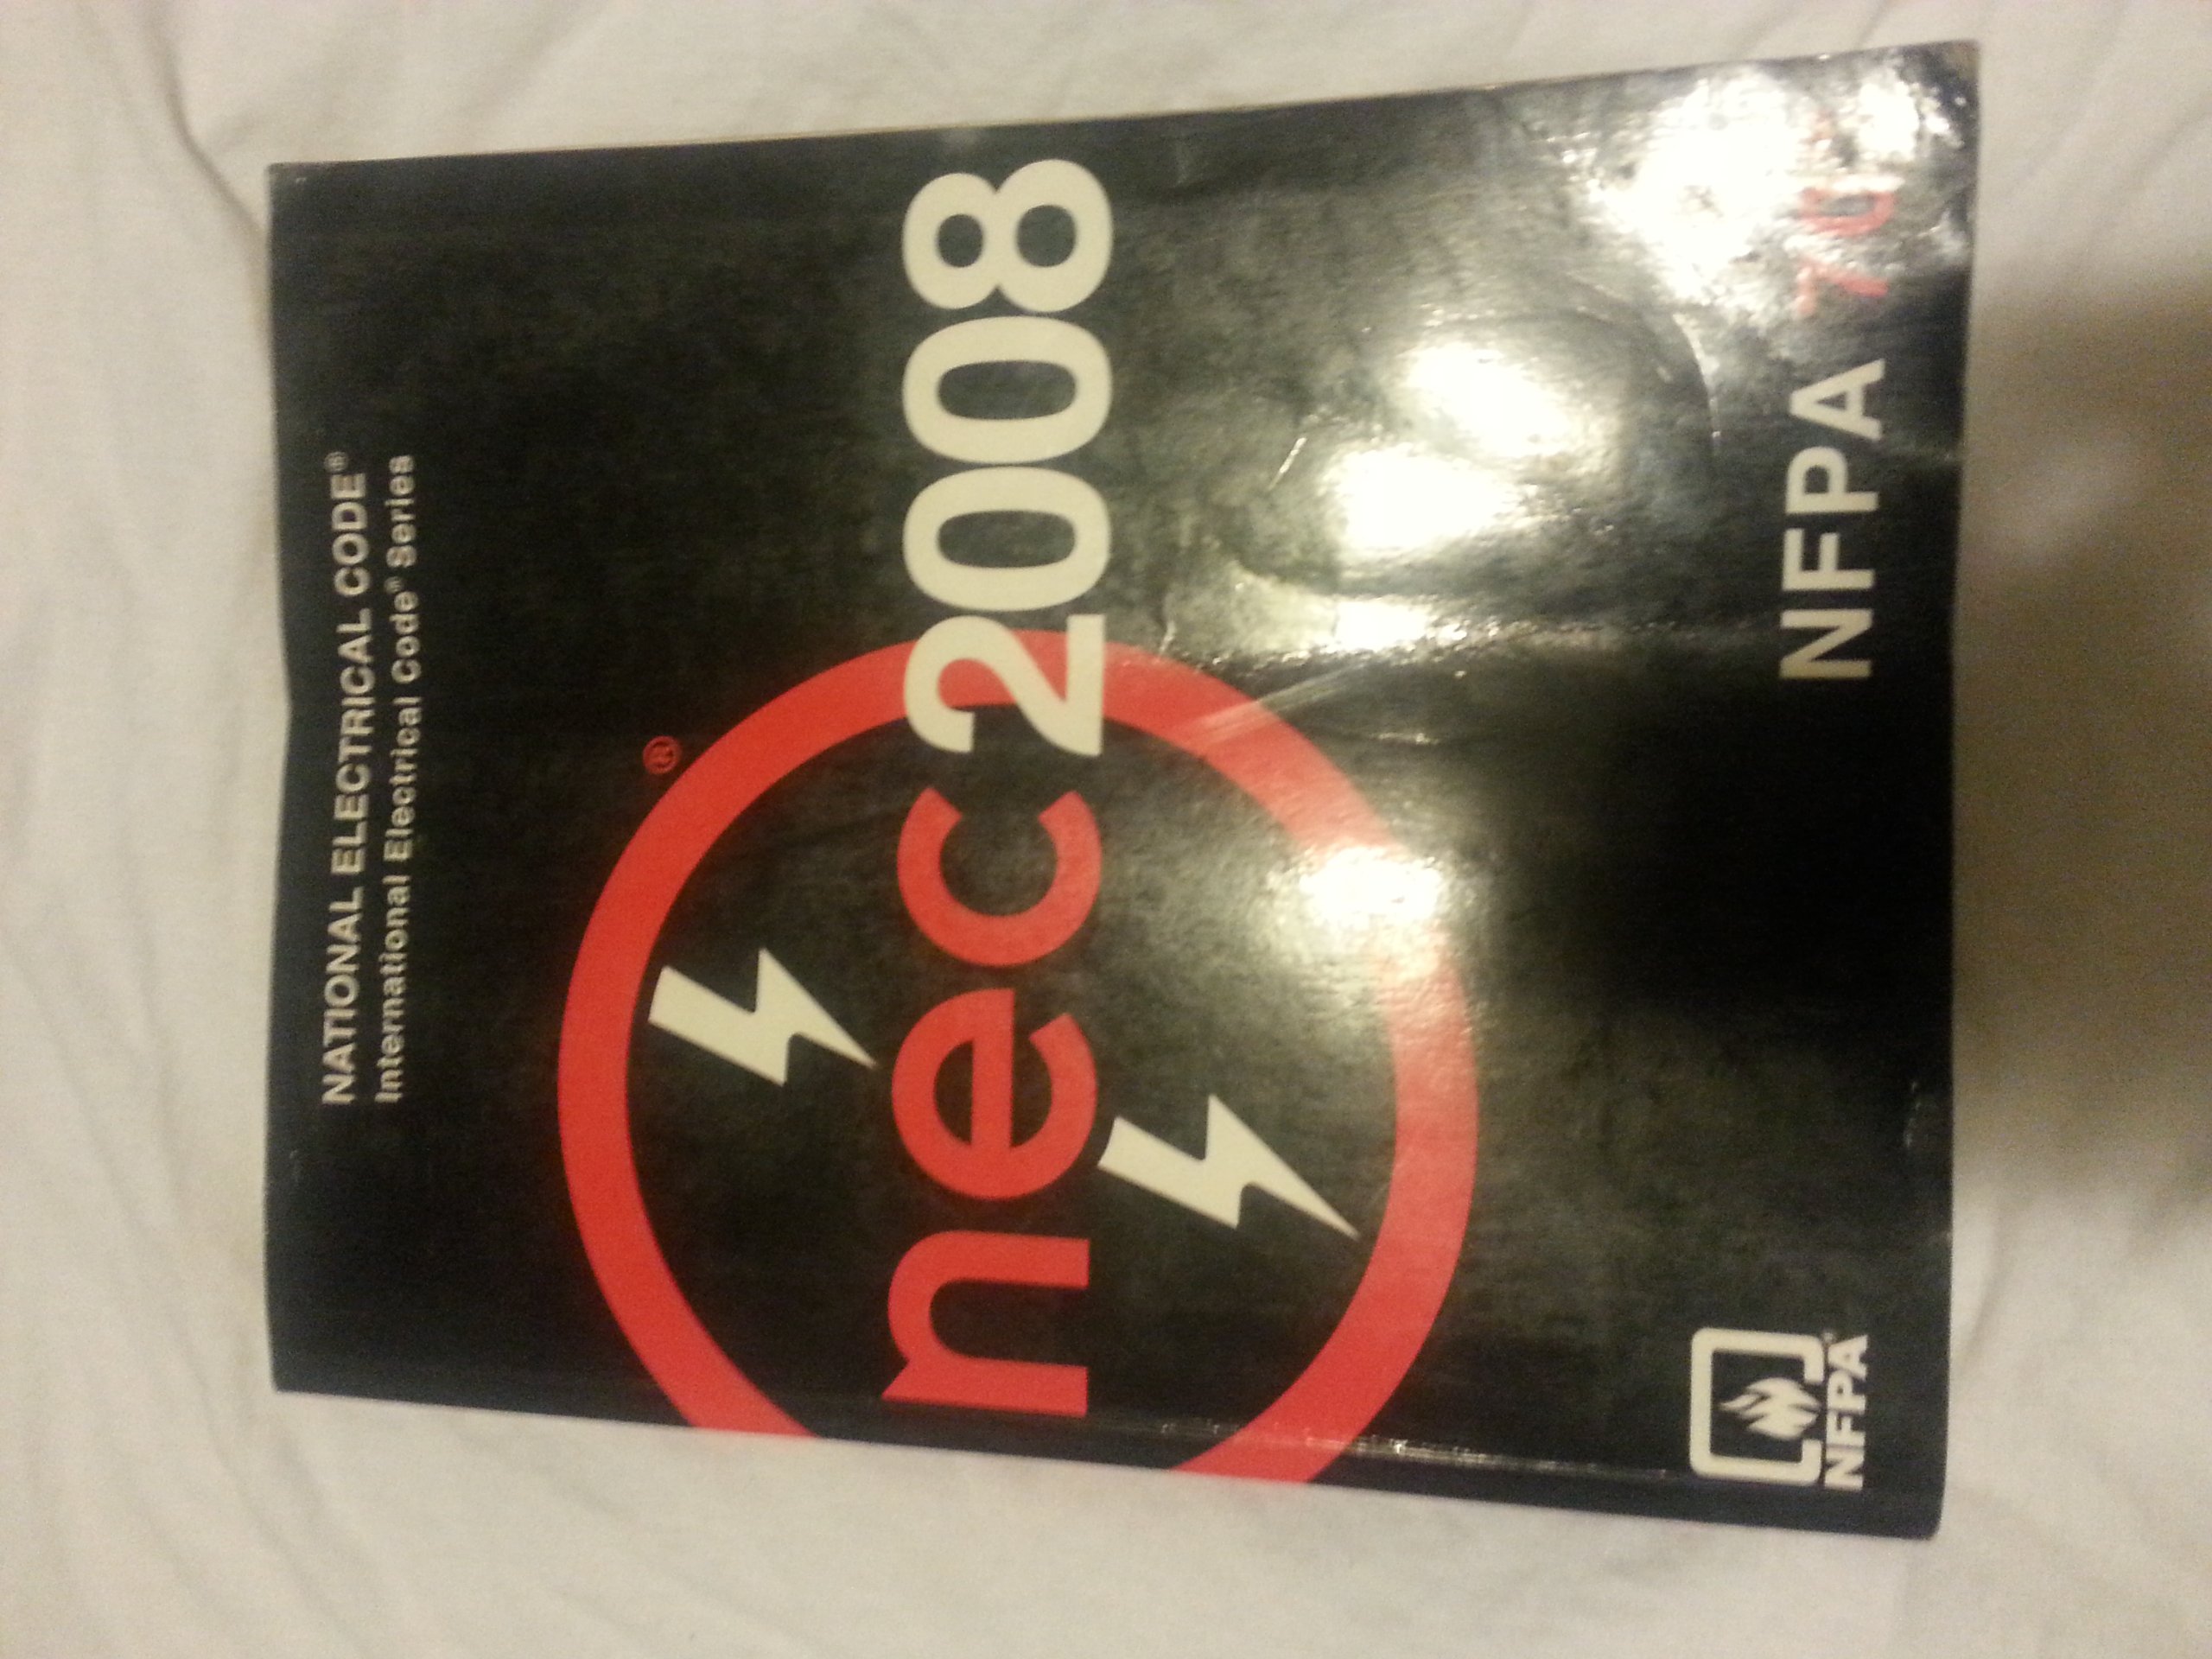 NATIONAL ELECTRICAL CODE®
International Electrical Code® Series
®
nec2008
NFPA®
NFPA 70